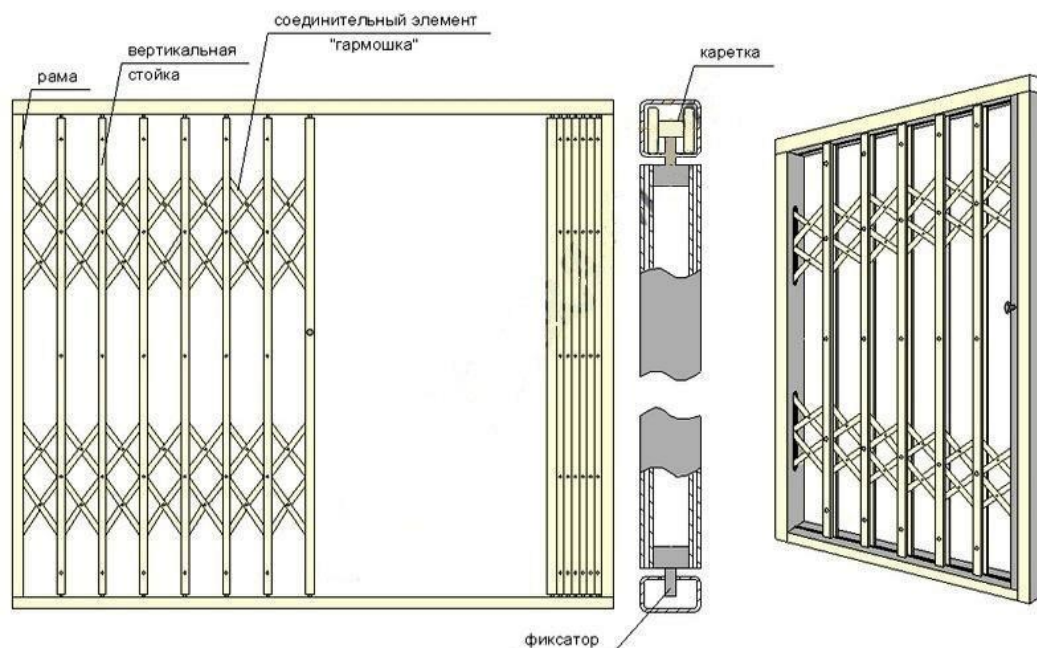 соединительный элемент
"гармошка"
вертикальная
стойка
рама
каретка
фиксатор